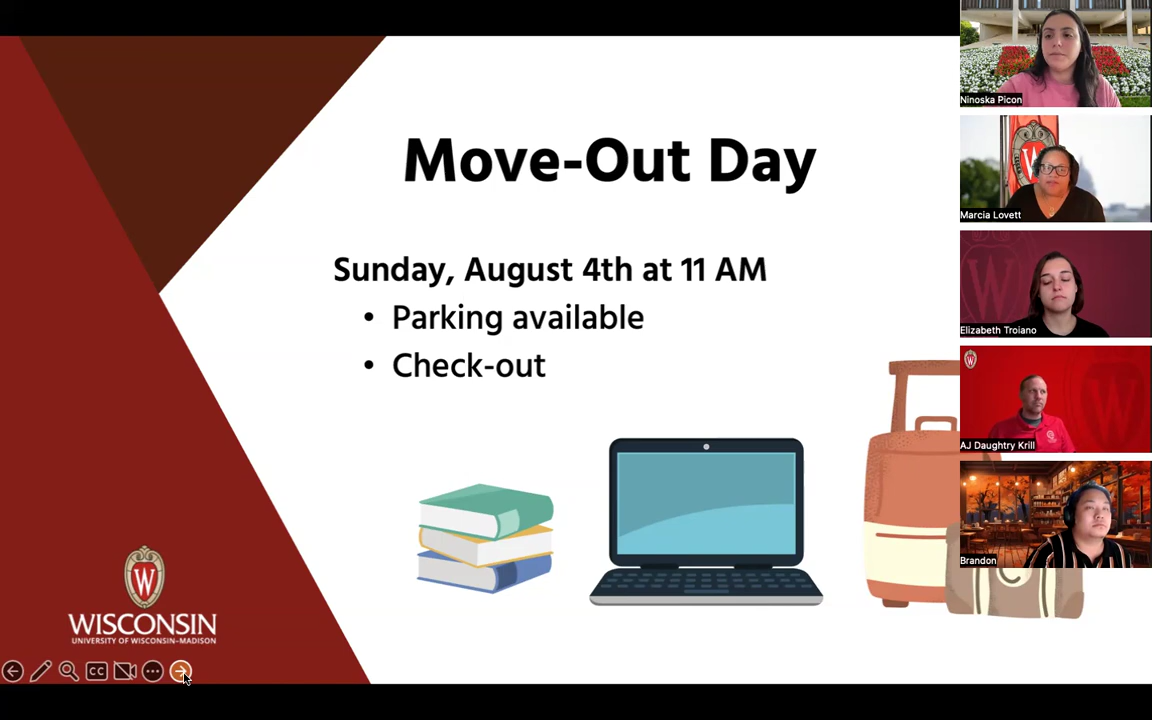 Move-Out Day
Sunday, August 4th at 11 AM
• Parking available
• Check-out
W
WISCONSIN
UNIVERSITY OF WISCONSIN-MADISON
CC
Ninoska Picon
W
Marcia Lovett
W
Elizabeth Troiano
W
AJ Daughtry Krill
Brandon